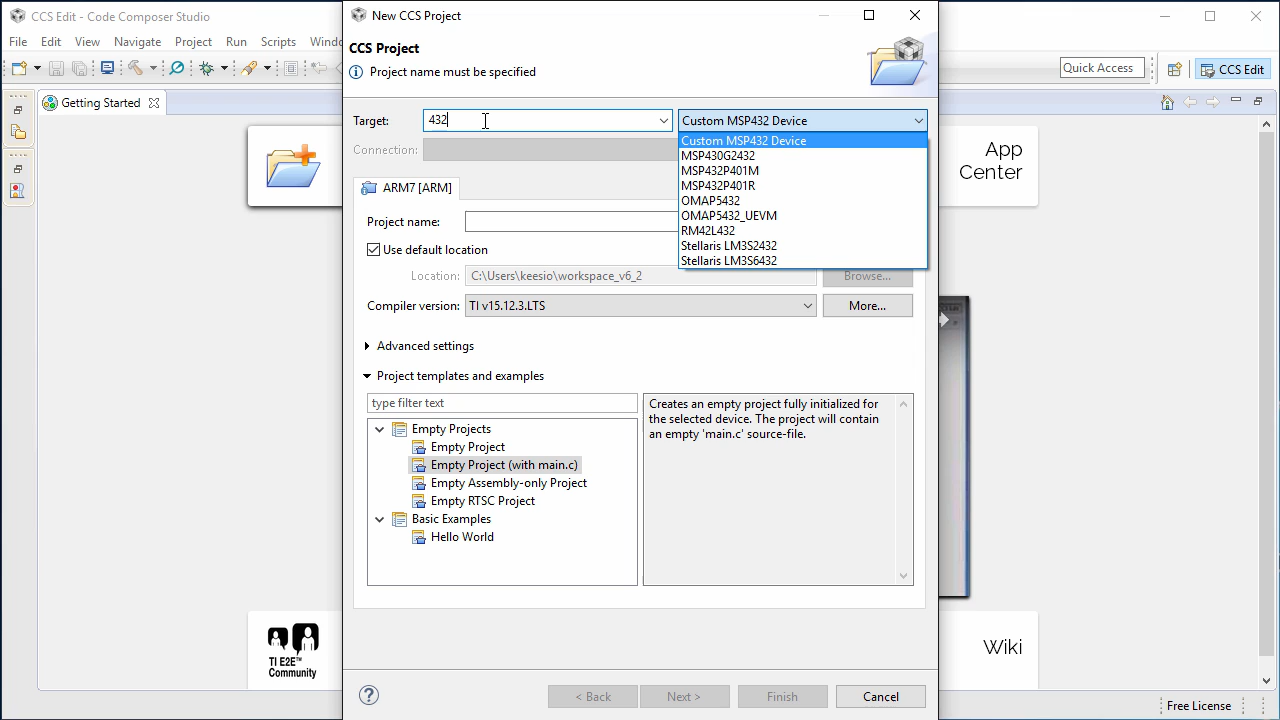 CCS Edit - Code Composer Studio
File Edit View Navigate Project Run Scripts Windo
Quick Access
CCS Edit
Getting Started
App
Center
TI E2E™
Community
Wiki
Free License
New CCS Project
CCS Project
Project name must be specified
Target: 432 Custom MSP432 Device
Custom MSP432 Device
MSP430G2432
MSP432P401M
MSP432P401R
OMAP5432
OMAP5432_UEVM
RM42L432
Stellaris LM3S2432
Stellaris LM3S6432
Connection:
ARM7 [ARM]
Project name:
Use default location
Location: C:\Users\keesio\workspace_v6_2 Browse...
Compiler version: TI v15.12.3.LTS More...
Advanced settings
Project templates and examples
type filter text
Empty Projects
Empty Project
Empty Project (with main.c)
Empty Assembly-only Project
Empty RTSC Project
Basic Examples
Hello World
Creates an empty project fully initialized for
the selected device. The project will contain
an empty 'main.c' source-file.
? < Back Next > Finish Cancel